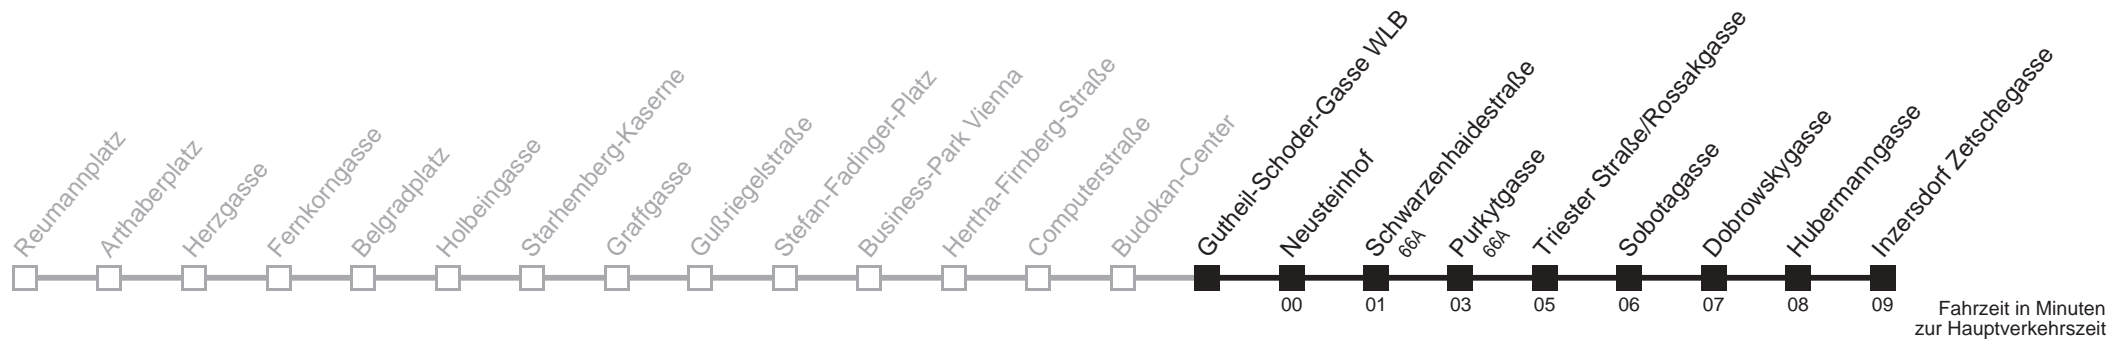 Reumannplatz
Arthaberplatz
Herzgasse
Fernkorngasse
Belgradplatz
Holbeingasse
Starhemberg-Kaserne
Graffgasse
Gußriegelstraße
Stefan-Fadinger-Platz
Business-Park Vienna
Hertha-Firnberg-Straße
Computerstraße
Budokan-Center
Gutheil-Schoder-Gasse WLB
Neusteinhof
Schwarzenhaidestraße
66A
Purkytgasse
66A
Triester Straße/Rossakgasse
Sobotagasse
Dobrowskygasse
Hubermanngasse
Inzersdorf Zetschegasse
00 01 03 05 06 07 08 09
Fahrzeit in Minuten
zur Hauptverkehrszeit